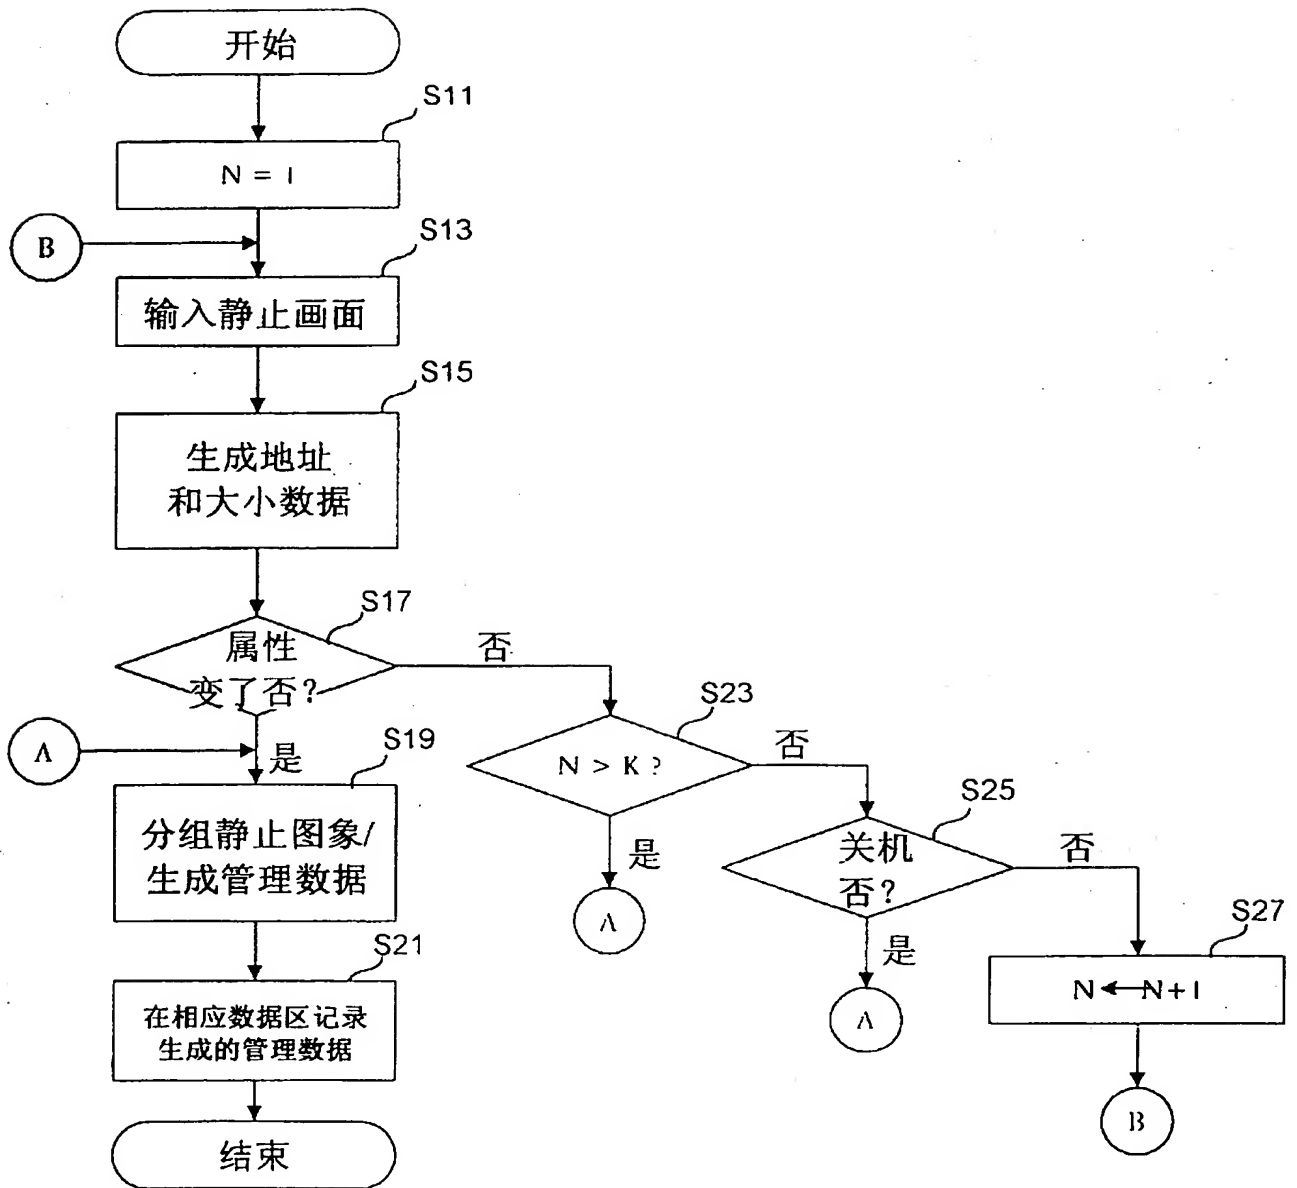 开始
S11
N = 1
B
S13
输入静止画面
S15
生成地址
和大小数据
S17
属性
变了否?
否
A
是
S19
分组静止图象/
生成管理数据
S21
在相应数据区记录
生成的管理数据
结束
S23
N > K ?
否
是
A
S25
关机
否?
否
是
A
S27
N←N+1
B